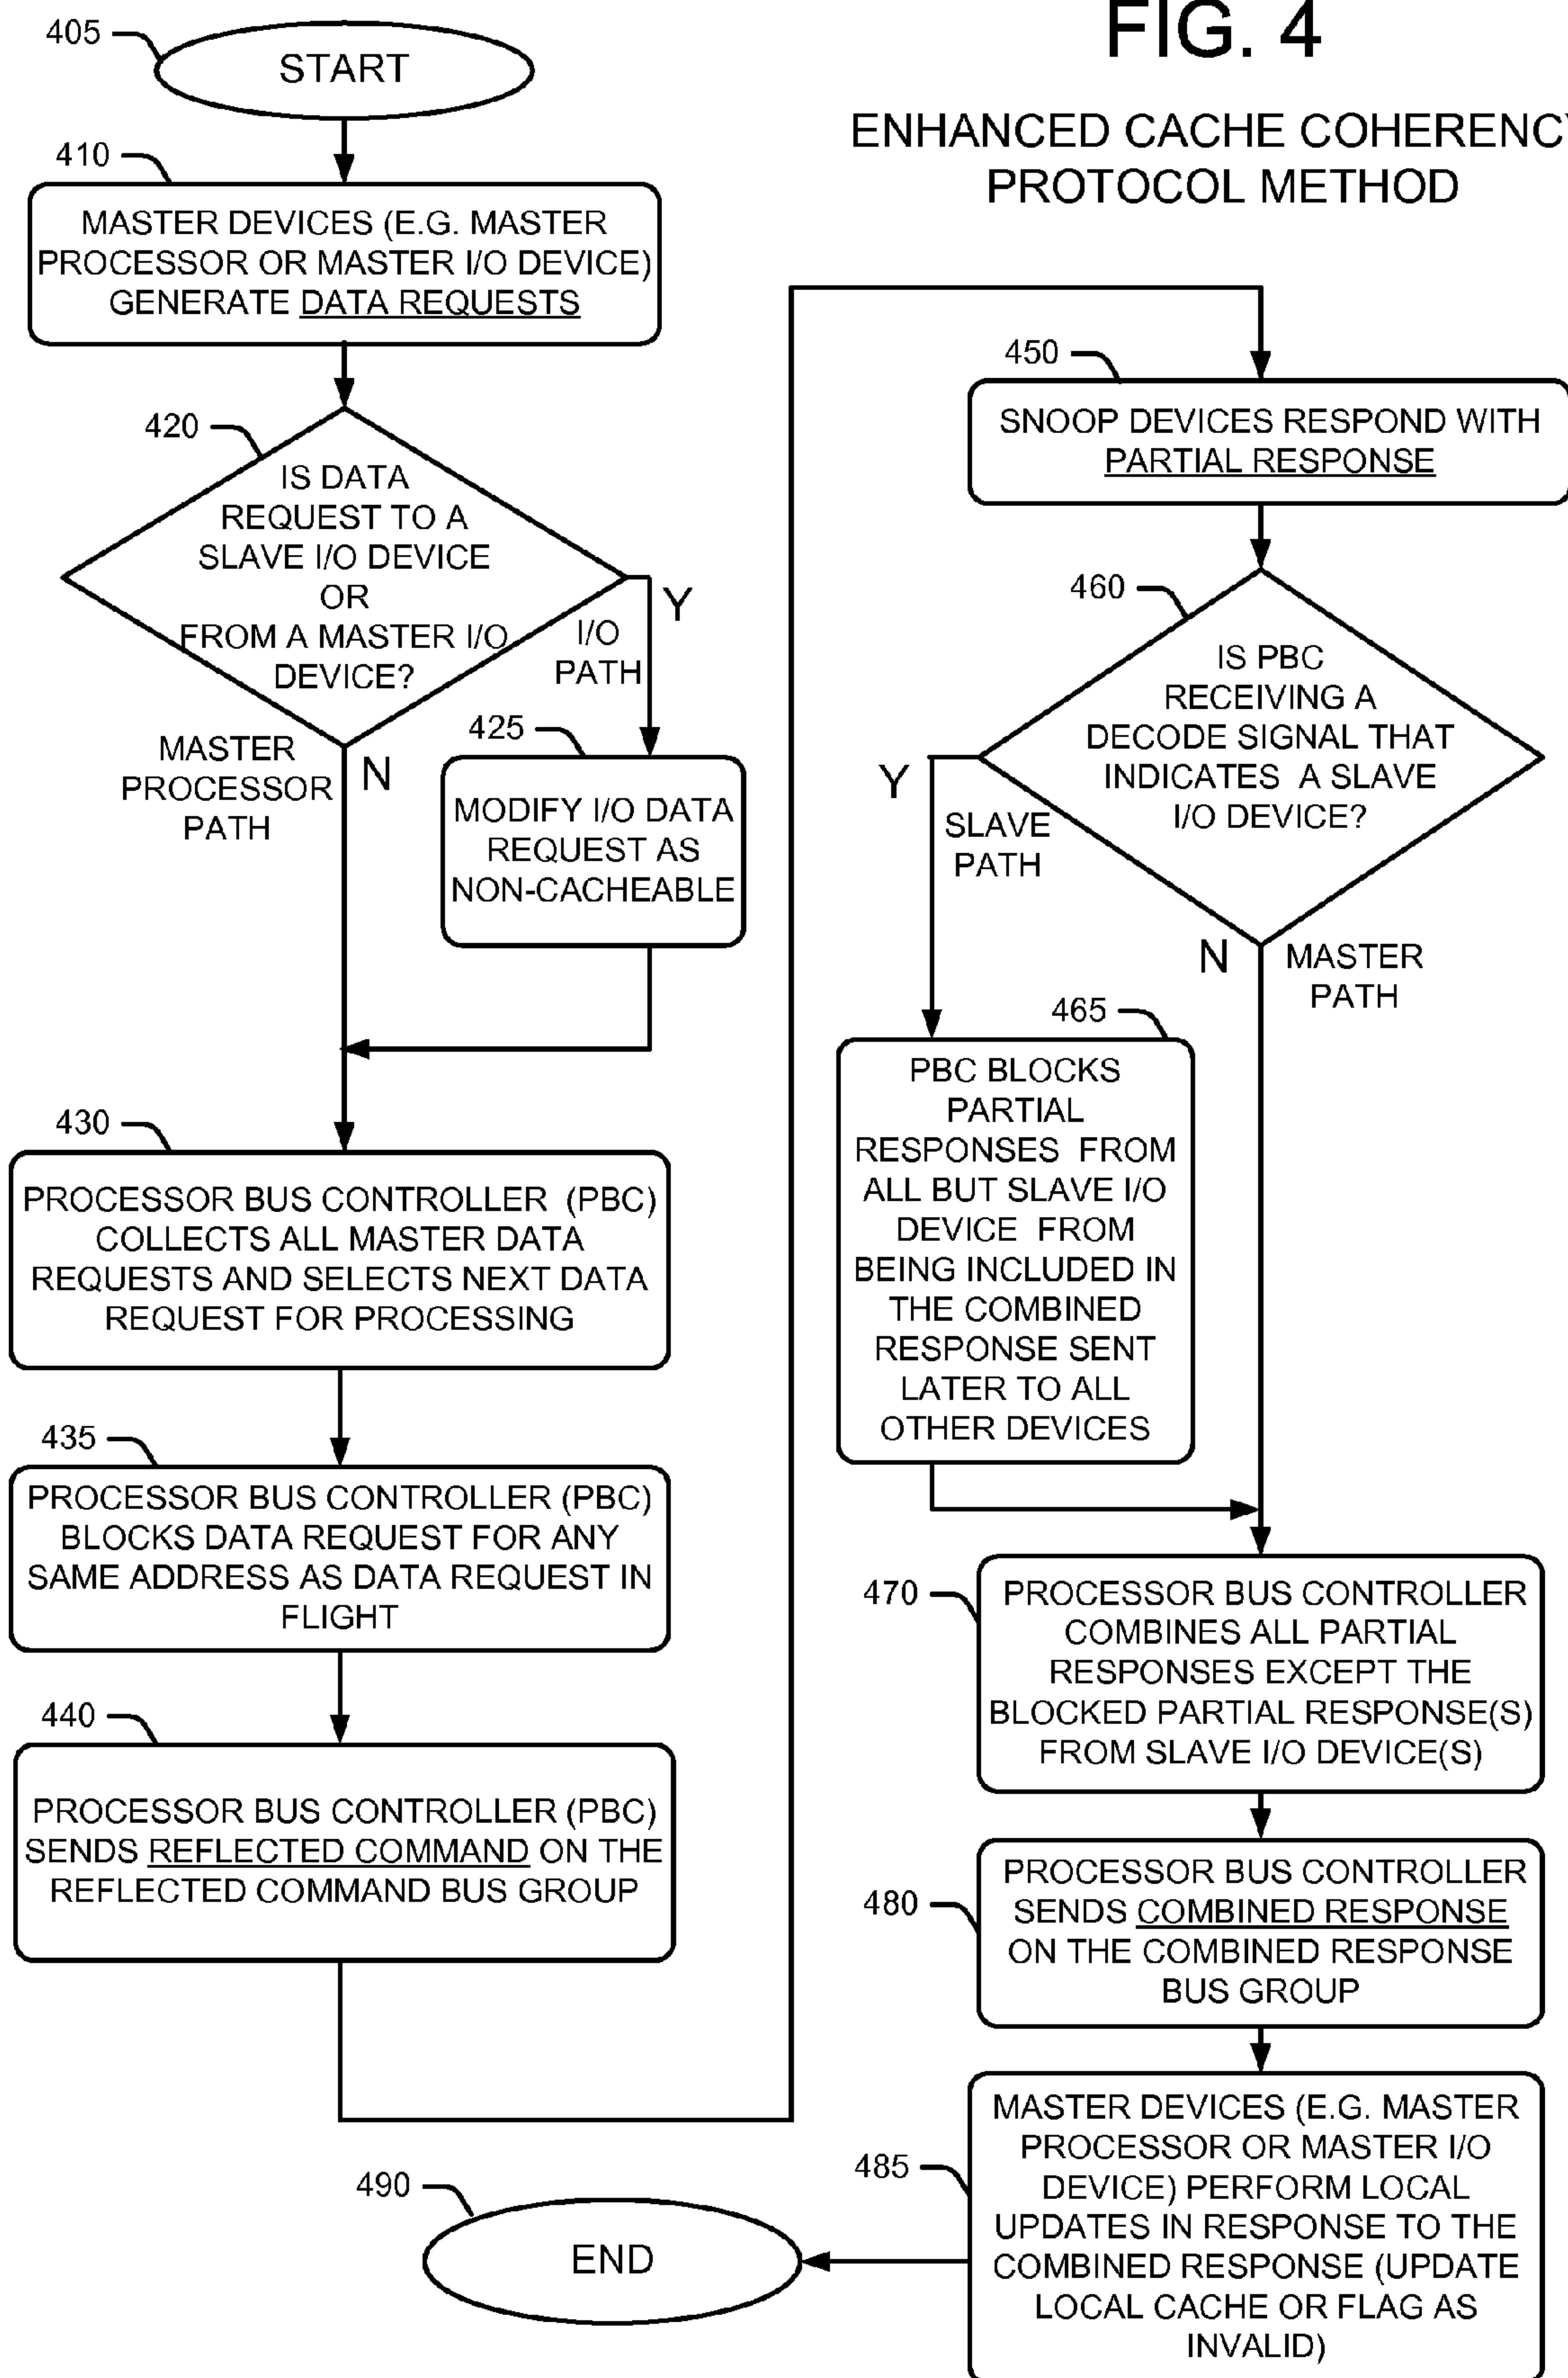 FIG. 4
ENHANCED CACHE COHERENCY
PROTOCOL METHOD
405
START
410
MASTER DEVICES (E.G. MASTER
PROCESSOR OR MASTER I/O DEVICE)
GENERATE DATA REQUESTS
420
IS DATA
REQUEST TO A
SLAVE I/O DEVICE
OR
FROM A MASTER I/O
DEVICE?
Y
I/O
PATH
MASTER
PROCESSOR
PATH
N
425
MODIFY I/O DATA
REQUEST AS
NON-CACHEABLE
430
PROCESSOR BUS CONTROLLER (PBC)
COLLECTS ALL MASTER DATA
REQUESTS AND SELECTS NEXT DATA
REQUEST FOR PROCESSING
435
PROCESSOR BUS CONTROLLER (PBC)
BLOCKS DATA REQUEST FOR ANY
SAME ADDRESS AS DATA REQUEST IN
FLIGHT
440
PROCESSOR BUS CONTROLLER (PBC)
SENDS REFLECTED COMMAND ON THE
REFLECTED COMMAND BUS GROUP
450
SNOOP DEVICES RESPOND WITH
PARTIAL RESPONSE
460
IS PBC
RECEIVING A
DECODE SIGNAL THAT
INDICATES A SLAVE
I/O DEVICE?
Y
SLAVE
PATH
N
MASTER
PATH
465
PBC BLOCKS
PARTIAL
RESPONSES FROM
ALL BUT SLAVE I/O
DEVICE FROM
BEING INCLUDED IN
THE COMBINED
RESPONSE SENT
LATER TO ALL
OTHER DEVICES
470
PROCESSOR BUS CONTROLLER
COMBINES ALL PARTIAL
RESPONSES EXCEPT THE
BLOCKED PARTIAL RESPONSE(S)
FROM SLAVE I/O DEVICE(S)
480
PROCESSOR BUS CONTROLLER
SENDS COMBINED RESPONSE
ON THE COMBINED RESPONSE
BUS GROUP
485
MASTER DEVICES (E.G. MASTER
PROCESSOR OR MASTER I/O
DEVICE) PERFORM LOCAL
UPDATES IN RESPONSE TO THE
COMBINED RESPONSE (UPDATE
LOCAL CACHE OR FLAG AS
INVALID)
490
END